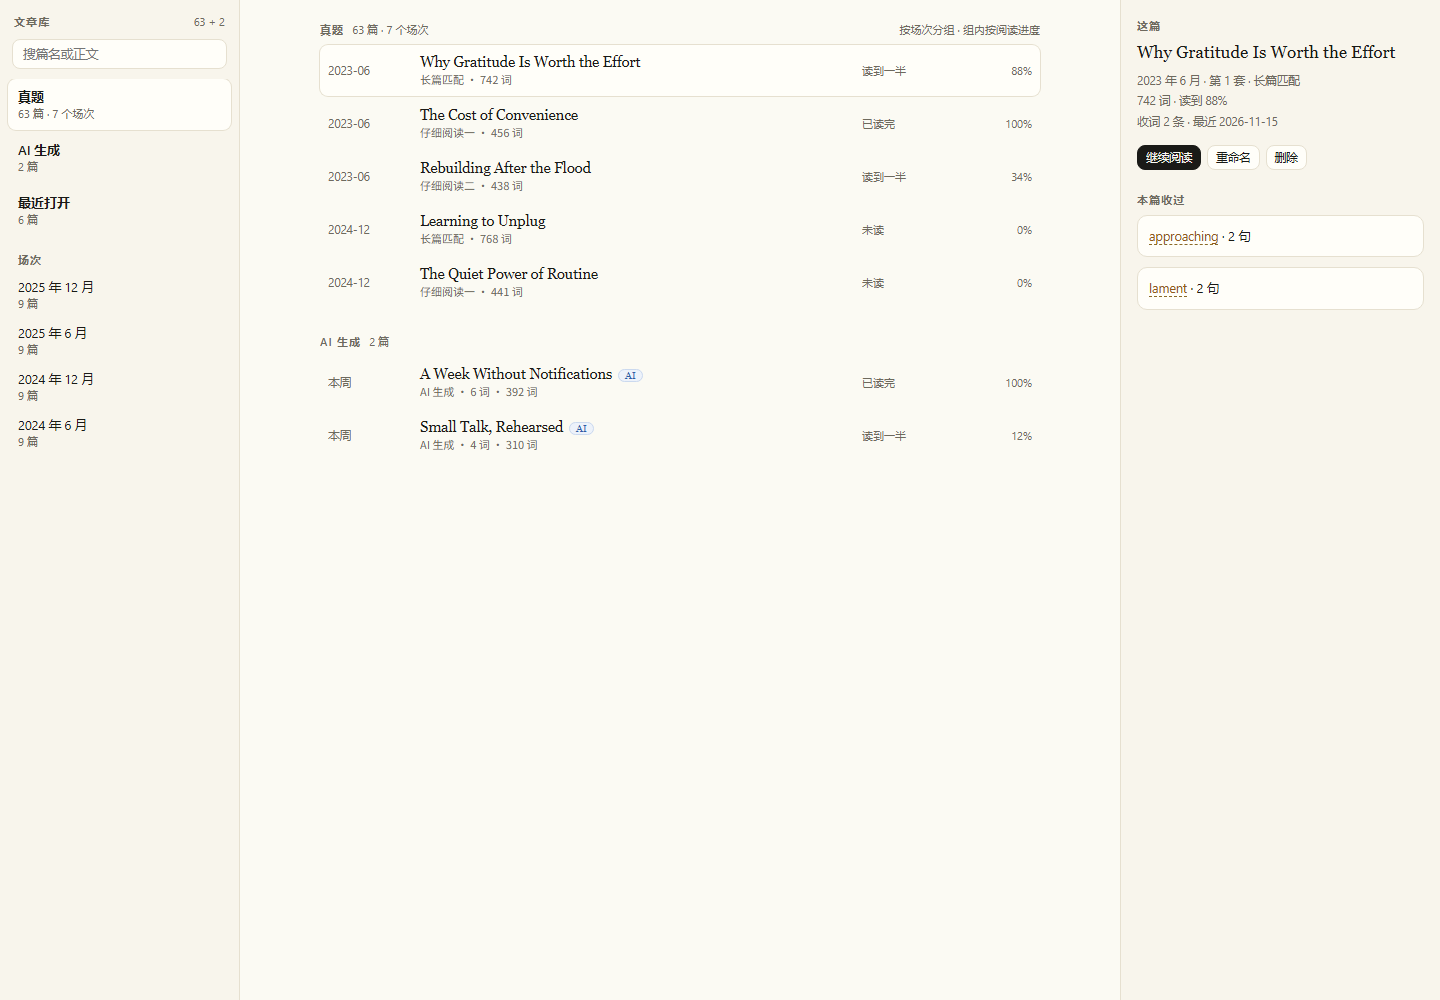 文章库 63 + 2
搜篇名或正文
真题
63 篇 · 7 个场次
AI 生成
2 篇
最近打开
6 篇
场次
2025 年 12 月
9 篇
2025 年 6 月
9 篇
2024 年 12 月
9 篇
2024 年 6 月
9 篇
真题 63 篇 · 7 个场次 按场次分组 · 组内按阅读进度
2023-06 Why Gratitude Is Worth the Effort 读到一半 88%
长篇匹配 • 742 词
2023-06 The Cost of Convenience 已读完 100%
仔细阅读一 • 456 词
2023-06 Rebuilding After the Flood 读到一半 34%
仔细阅读二 • 438 词
2024-12 Learning to Unplug 未读 0%
长篇匹配 • 768 词
2024-12 The Quiet Power of Routine 未读 0%
仔细阅读一 • 441 词
AI 生成 2 篇
本周 A Week Without Notifications AI 已读完 100%
AI 生成 • 6 词 • 392 词
本周 Small Talk, Rehearsed AI 读到一半 12%
AI 生成 • 4 词 • 310 词
这篇
Why Gratitude Is Worth the Effort
2023 年 6 月 · 第 1 套 · 长篇匹配
742 词 · 读到 88%
收词 2 条 · 最近 2026-11-15
继续阅读 重命名 删除
本篇收过
approaching · 2 句
lament · 2 句